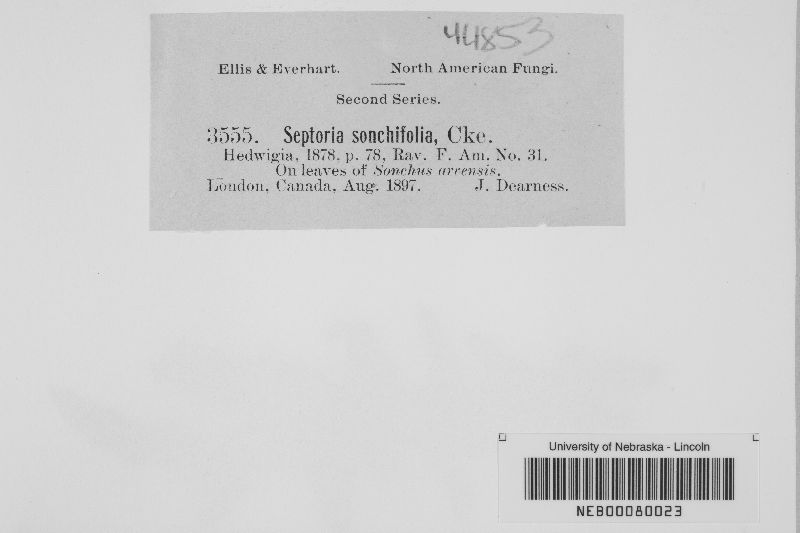 44853
Ellis & Everhart. North American Fungi.
Second Series.
3555. Septoria sonchifolia, Cke.
Hedwigia, 1878, p. 78, Rav. F. Am. No. 31.
On leaves of Sonchus arvensis.
London, Canada, Aug. 1897. J. Dearness.
University of Nebraska - Lincoln
NEB00080023